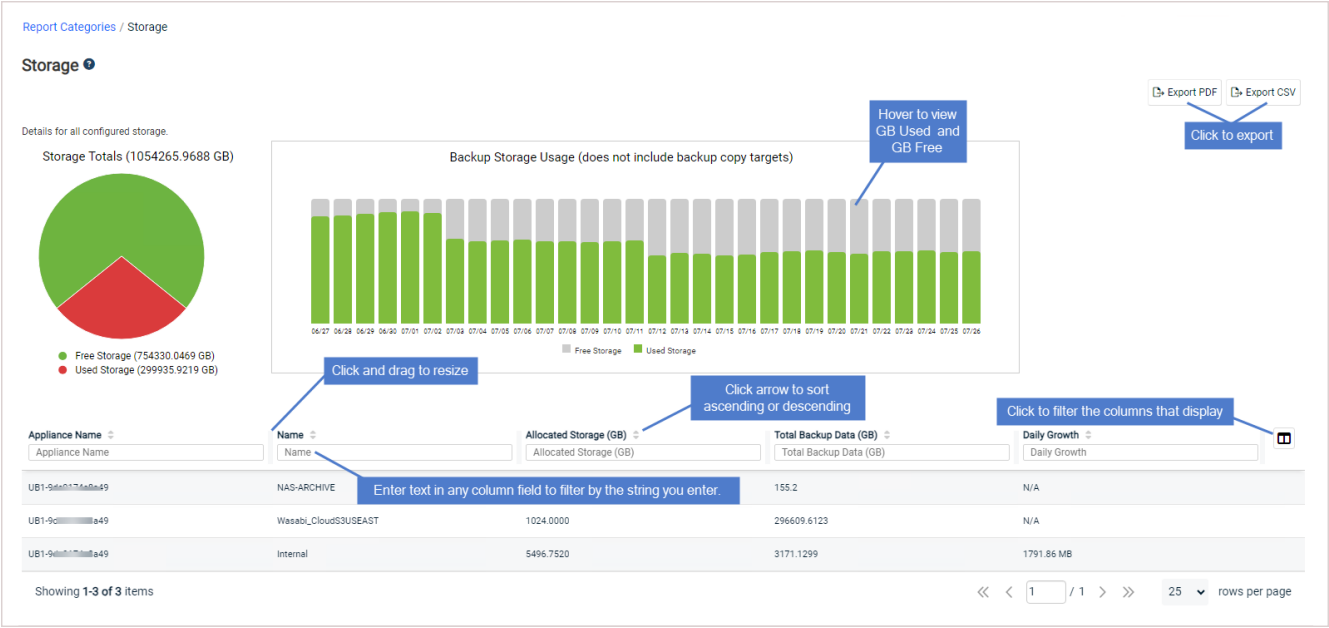 Report Categories / Storage
Storage ?
Export PDF Export CSV
Click to export
Hover to view
GB Used and
GB Free
Details for all configured storage.
Storage Totals (1054265.9688 GB)
Free Storage (754330.0469 GB)
Used Storage (299935.9219 GB)
Backup Storage Usage (does not include backup copy targets)
06/27 06/28 06/29 06/30 07/01 07/02 07/03 07/04 07/05 07/06 07/07 07/08 07/09 07/10 07/11 07/12 07/13 07/14 07/15 07/16 07/17 07/18 07/19 07/20 07/21 07/22 07/23 07/24 07/25 07/26
Free Storage Used Storage
Click and drag to resize
Click arrow to sort
ascending or descending
Click to filter the columns that display
Appliance Name Name Allocated Storage (GB) Total Backup Data (GB) Daily Growth
Appliance Name Name Allocated Storage (GB) Total Backup Data (GB) Daily Growth
Enter text in any column field to filter by the string you enter.
NAS-ARCHIVE 155.2 N/A
Wasabi_CloudS3USEAST 1024.0000 296609.6123 N/A
Internal 5496.7520 3171.1299 1791.86 MB
Showing 1-3 of 3 items
1 / 1 25 rows per page